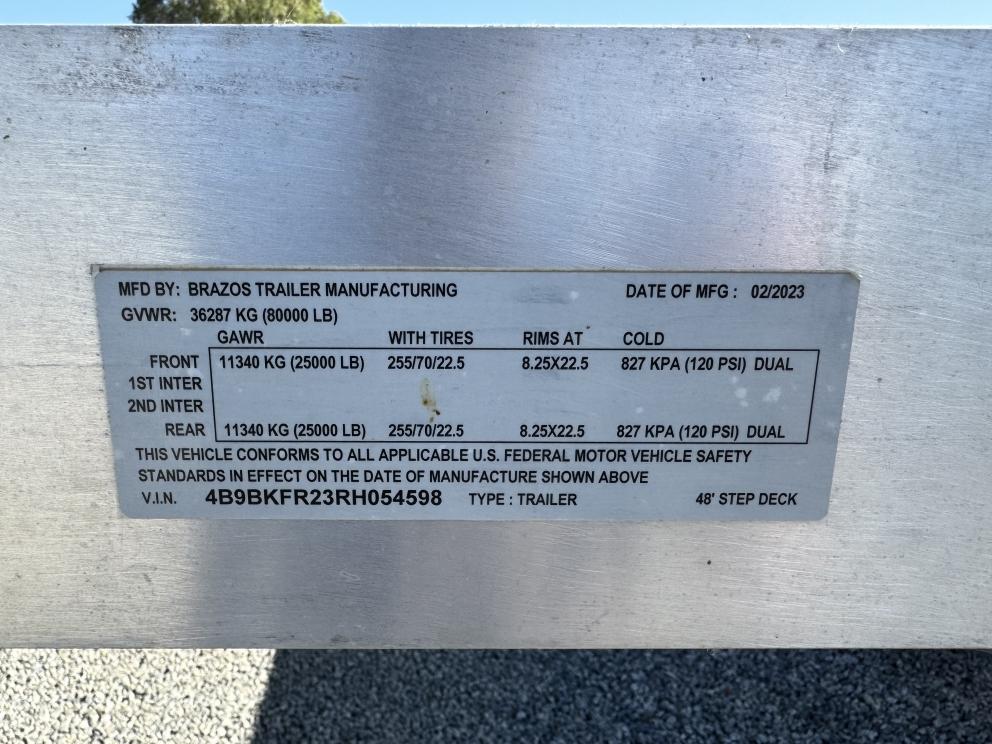 MFD BY: BRAZOS TRAILER MANUFACTURING DATE OF MFG : 02/2023
GVWR: 36287 KG (80000 LB)
GAWR WITH TIRES RIMS AT COLD
FRONT 11340 KG (25000 LB) 255/70/22.5 8.25X22.5 827 KPA (120 PSI) DUAL
1ST INTER
2ND INTER
REAR 11340 KG (25000 LB) 255/70/22.5 8.25X22.5 827 KPA (120 PSI) DUAL
THIS VEHICLE CONFORMS TO ALL APPLICABLE U.S. FEDERAL MOTOR VEHICLE SAFETY
STANDARDS IN EFFECT ON THE DATE OF MANUFACTURE SHOWN ABOVE
V.I.N. 4B9BKFR23RH054598 TYPE : TRAILER 48' STEP DECK